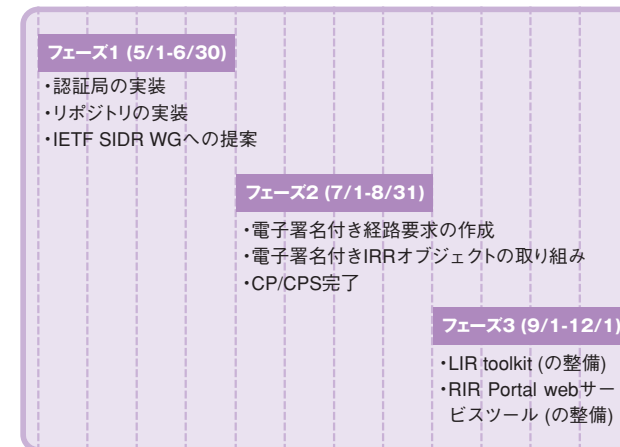 フェーズ1 (5/1-6/30)
・認証局の実装
・リポジトリの実装
・IETF SIDR WGへの提案
フェーズ2 (7/1-8/31)
・電子署名付き経路要求の作成
・電子署名付きIRRオブジェクトの取り組み
・CP/CPS完了
フェーズ3 (9/1-12/1)
・LIR toolkit (の整備)
・RIR Portal webサー
ビスツール (の整備)